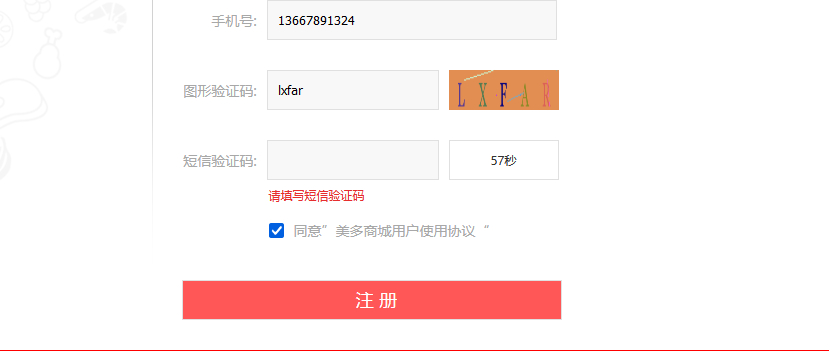 手机号: 13667891324
图形验证码: lxfar LXFAR
短信验证码: 57秒
请填写短信验证码
同意”美多商城用户使用协议“
注 册